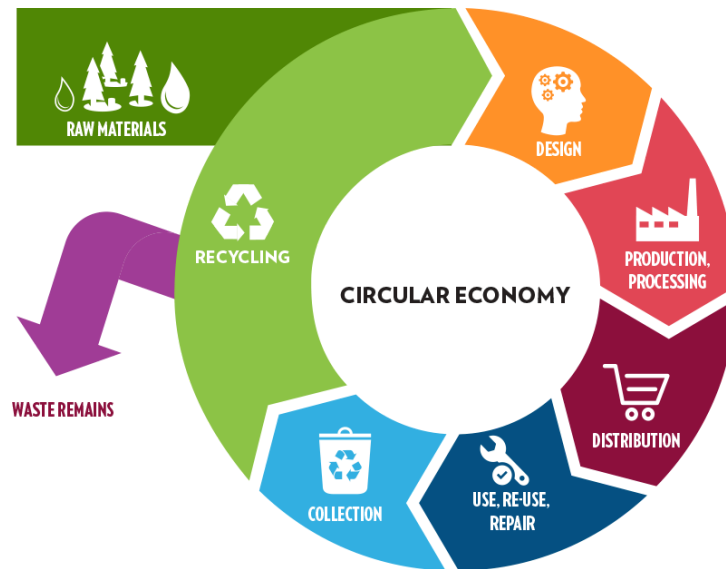 RAW MATERIALS
DESIGN
PRODUCTION,
PROCESSING
RECYCLING
CIRCULAR ECONOMY
WASTE REMAINS
DISTRIBUTION
USE, RE-USE,
REPAIR
COLLECTION